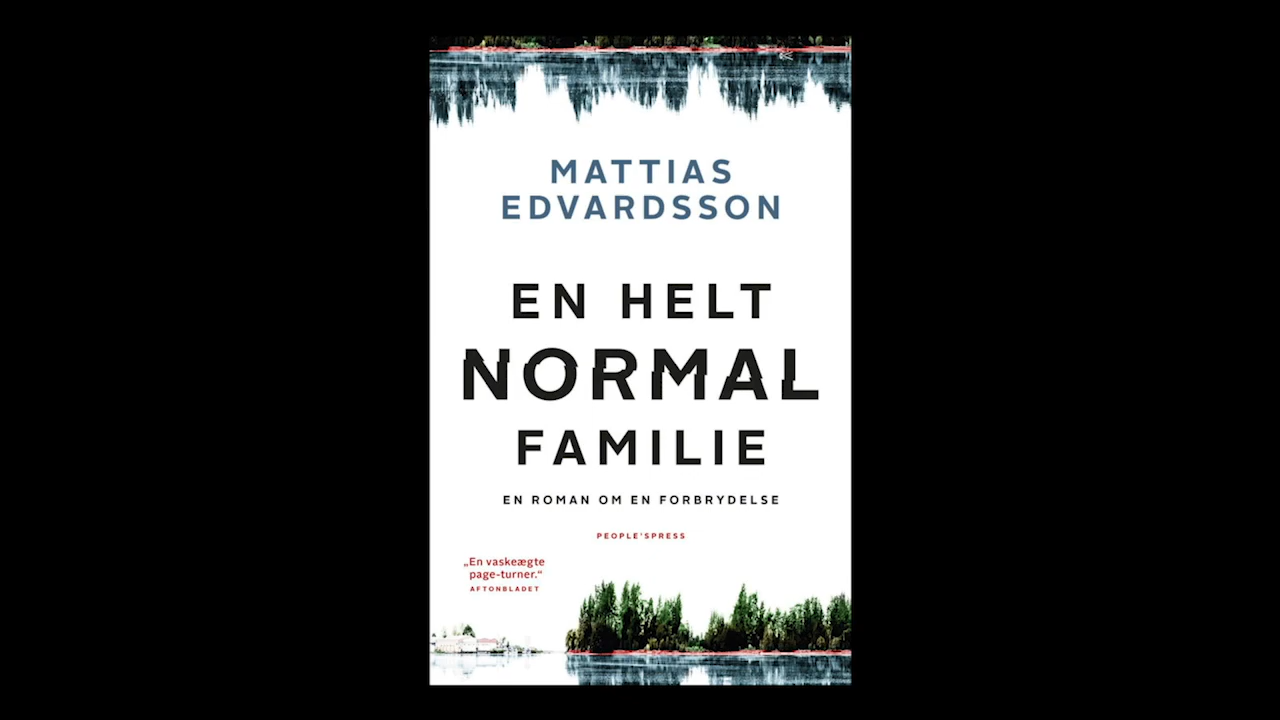 MATTIAS
EDVARDSSON
EN HELT
NORMAL
FAMILIE
EN ROMAN OM EN FORBRYDELSE
PEOPLE'SPRESS
„En vaskeægte
page-turner.“
AFTONBLADET